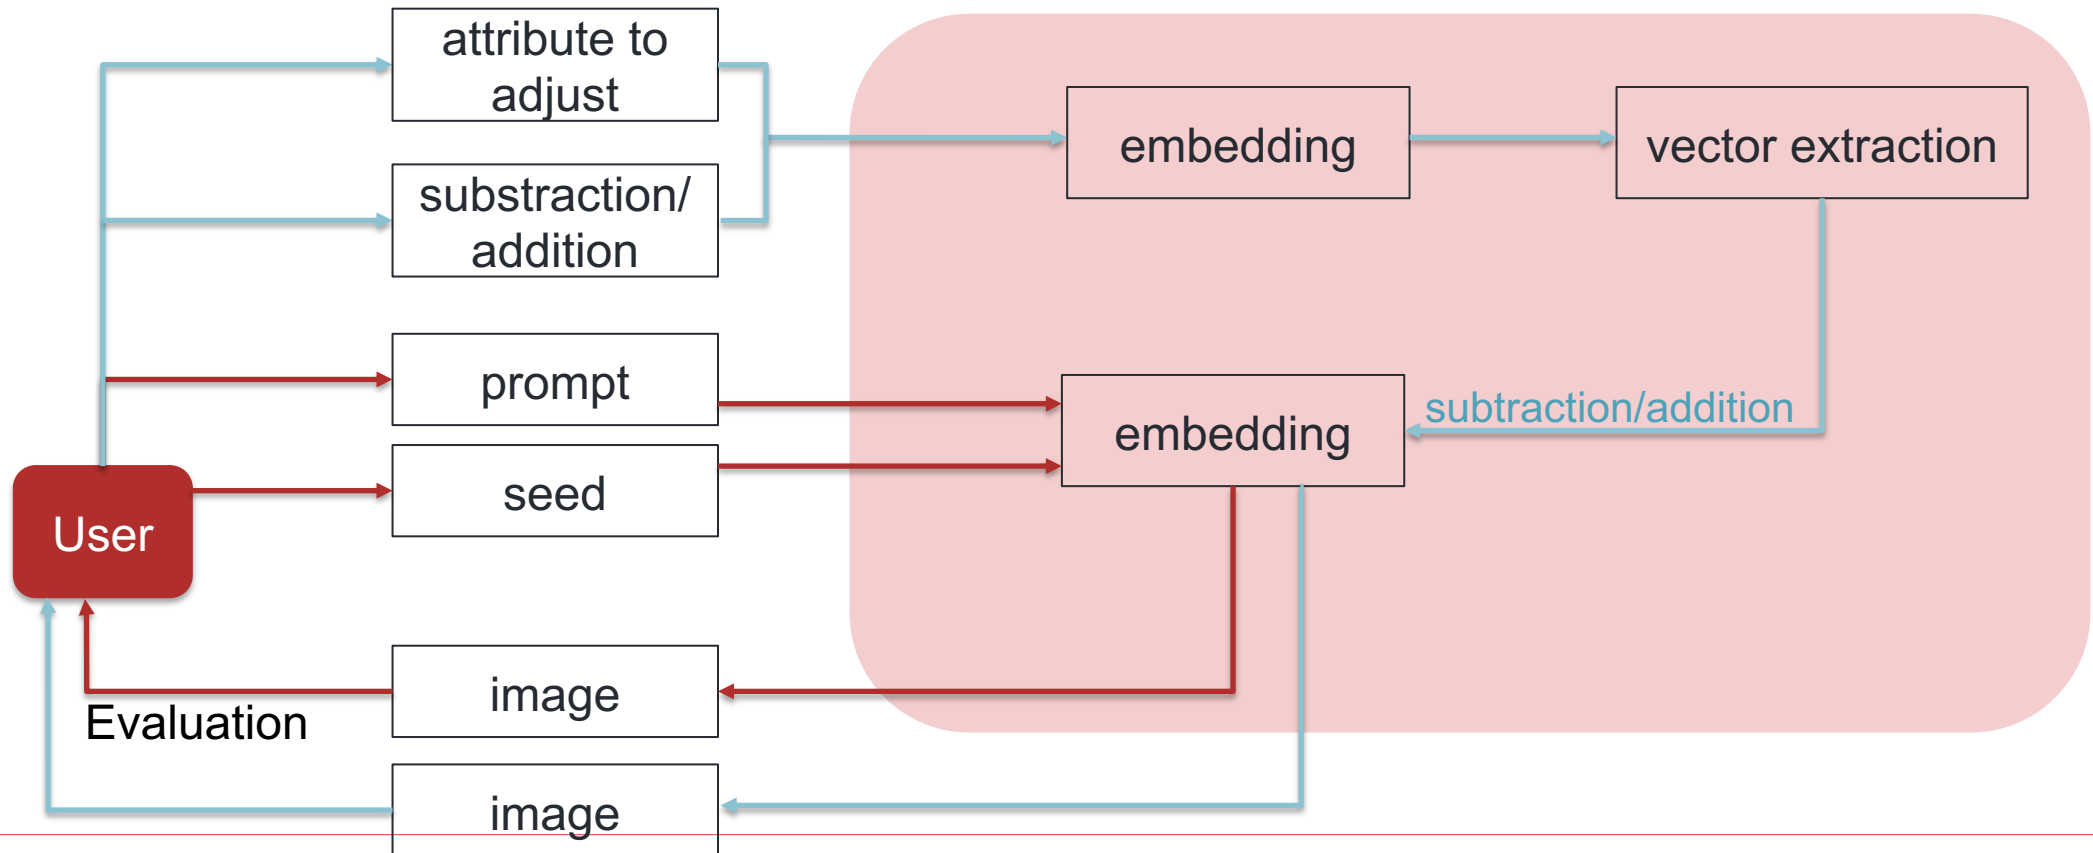 attribute to
adjust
embedding
vector extraction
substraction/
addition
prompt
subtraction/addition
embedding
seed
User
image
Evaluation
image